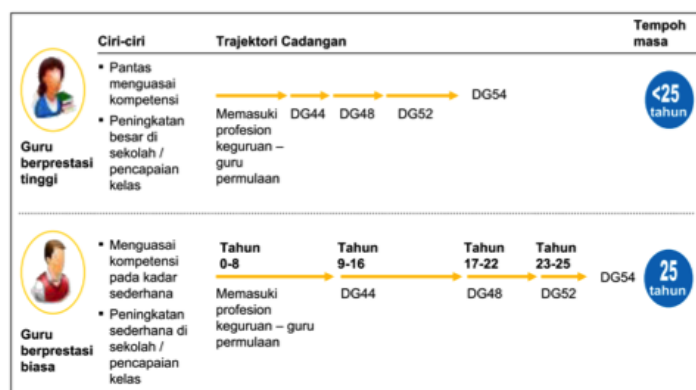 Ciri-ciri
Trajektori Cadangan
Tempoh
masa
Guru
berprestasi
tinggi
▪ Pantas
menguasai
kompetensi
▪ Peningkatan
besar di
sekolah /
pencapaian
kelas
Memasuki
profesion
keguruan –
guru
permulaan
DG44
DG48
DG52
DG54
<25
tahun
Guru
berprestasi
biasa
▪ Menguasai
kompetensi
pada kadar
sederhana
▪ Peningkatan
sederhana di
sekolah /
pencapaian
kelas
Tahun
0-8
Memasuki
profesion
keguruan – guru
permulaan
Tahun
9-16
DG44
Tahun
17-22
DG48
Tahun
23-25
DG52
DG54
25
tahun